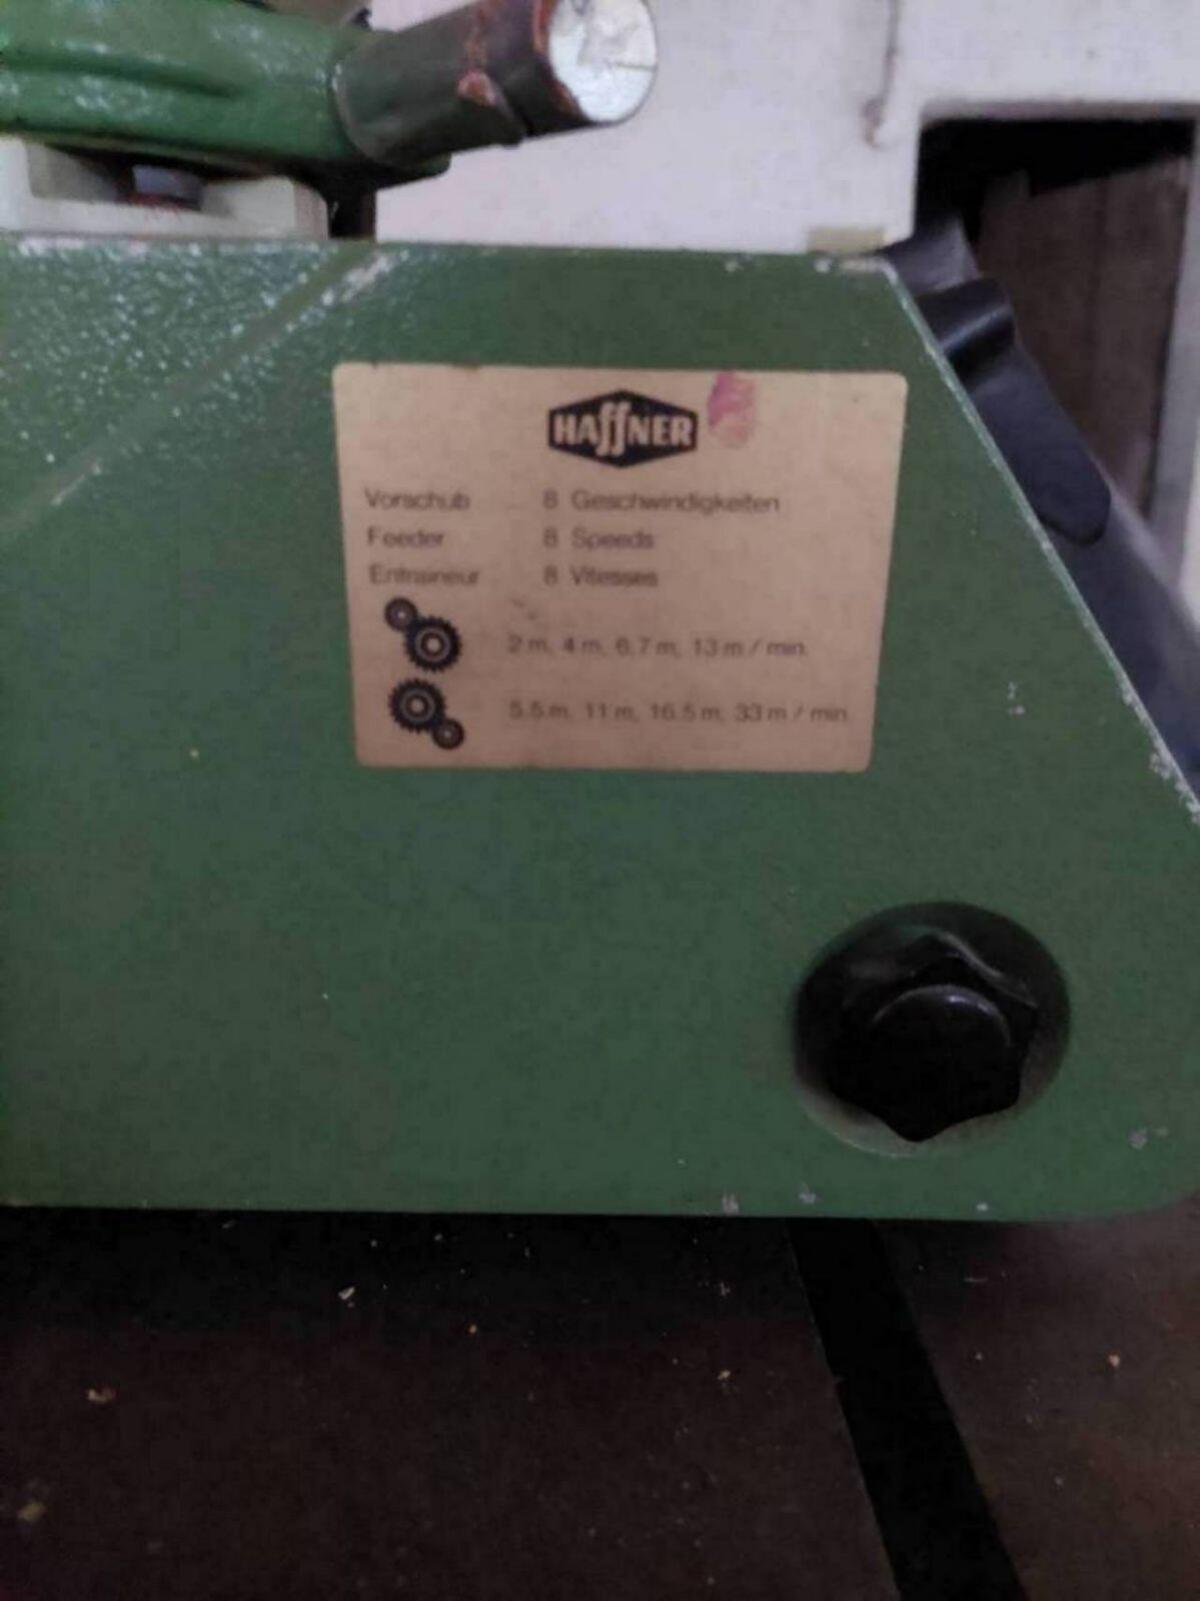 HAffNER
Vorschub 8 Geschwindigkeiten
Feeder 8 Speeds
Entraineur 8 Vitesses
2 m, 4 m, 6,7 m, 13 m / min.
5.5 m, 11 m, 16.5 m, 33 m / min.